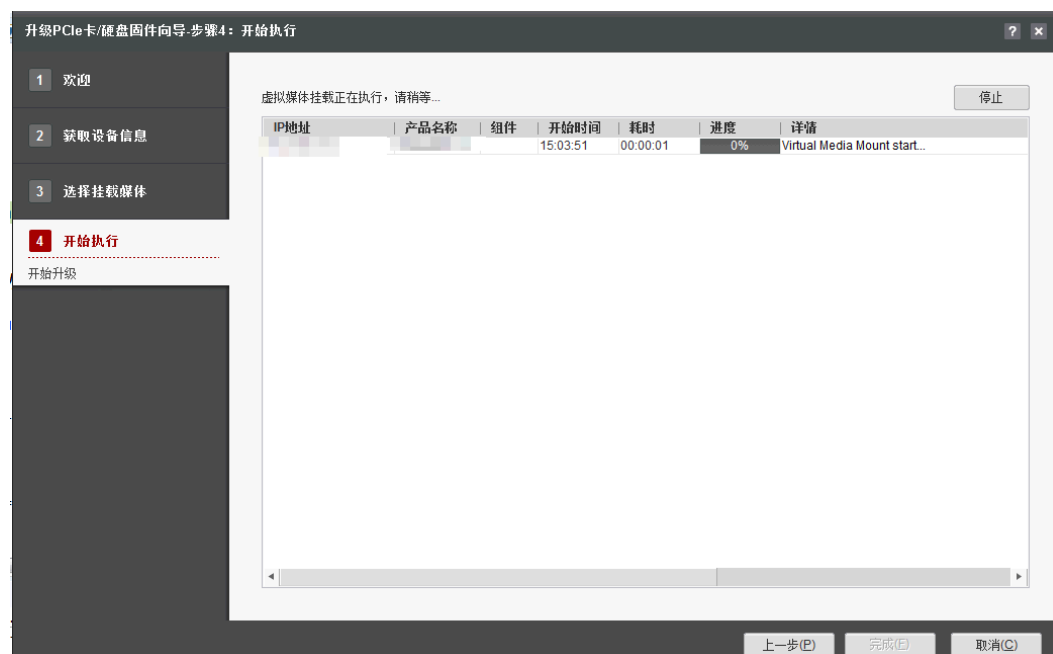 升级PCIe卡/硬盘固件向导-步骤4：开始执行 ? ×
1 欢迎
2 获取设备信息
3 选择挂载媒体
4 开始执行
开始升级
虚拟媒体挂载正在执行，请稍等... 停止
IP地址 产品名称 组件 开始时间 耗时 进度 详情
15:03:51 00:00:01 0% Virtual Media Mount start...
上一步(P) 完成(F) 取消(C)